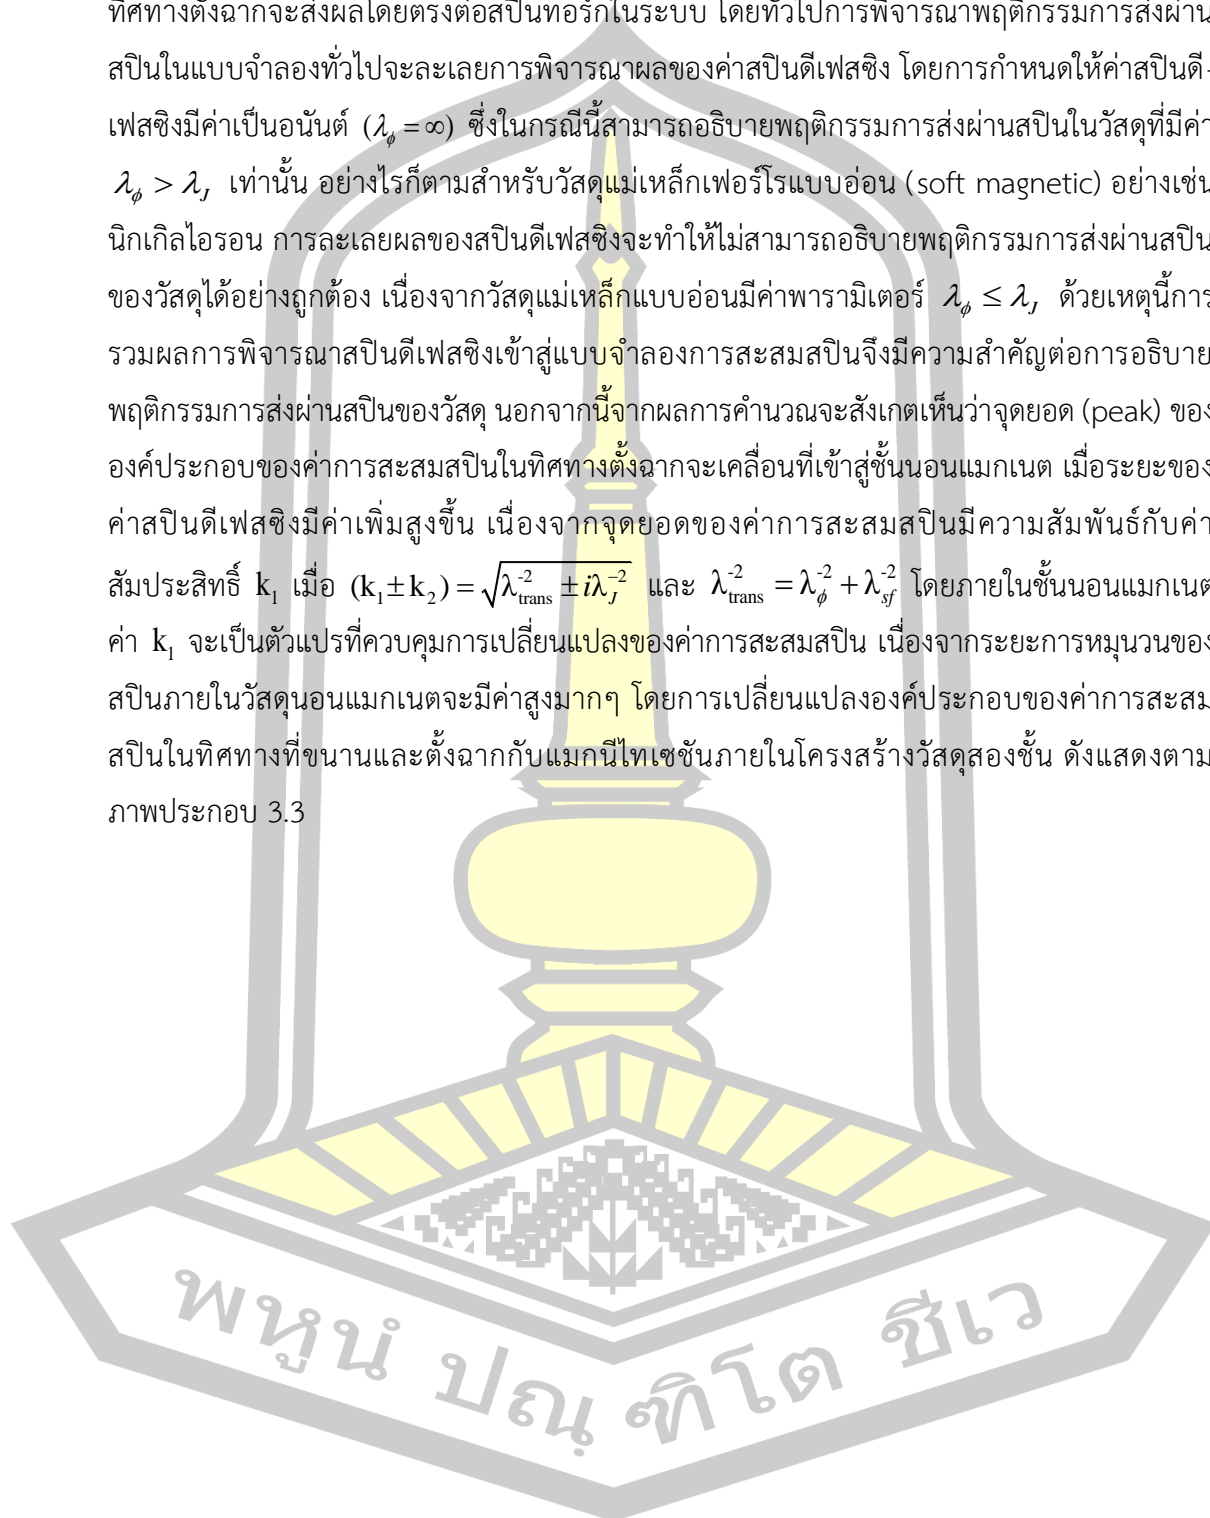 ทิศทางตั้งฉากจะส่งผลโดยตรงต่อสปินทอร์กในระบบ โดยทั่วไปการพิจารณาพฤติกรรมการส่งผ่าน
สปินในแบบจำลองทั่วไปจะละเลยการพิจารณาผลของค่าสปินดีเฟสซิง โดยการกำหนดให้ค่าสปินดี-
เฟสซิงมีค่าเป็นอนันต์ (λ_ϕ = ∞) ซึ่งในกรณีนี้สามารถอธิบายพฤติกรรมการส่งผ่านสปินในวัสดุที่มีค่า
λ_ϕ > λ_J เท่านั้น อย่างไรก็ตามสำหรับวัสดุแม่เหล็กเฟอร์โรแบบอ่อน (soft magnetic) อย่างเช่น
นิกเกิลไอรอน การละเลยผลของสปินดีเฟสซิงจะทำให้ไม่สามารถอธิบายพฤติกรรมการส่งผ่านสปิน
ของวัสดุได้อย่างถูกต้อง เนื่องจากวัสดุแม่เหล็กแบบอ่อนมีค่าพารามิเตอร์ λ_ϕ ≤ λ_J ด้วยเหตุนี้การ
รวมผลการพิจารณาสปินดีเฟสซิงเข้าสู่แบบจำลองการสะสมสปินจึงมีความสำคัญต่อการอธิบาย
พฤติกรรมการส่งผ่านสปินของวัสดุ นอกจากนี้จากผลการคำนวณจะสังเกตเห็นว่าจุดยอด (peak) ของ
องค์ประกอบของค่าการสะสมสปินในทิศทางตั้งฉากจะเคลื่อนที่เข้าสู่ชั้นนอนแมกเนต เมื่อระยะของ
ค่าสปินดีเฟสซิงมีค่าเพิ่มสูงขึ้น เนื่องจากจุดยอดของค่าการสะสมสปินมีความสัมพันธ์กับค่า
สัมประสิทธิ์ k₁ เมื่อ (k₁ ± k₂) = √(λ_trans^-2 ± iλ_J^-2) และ λ_trans^-2 = λ_ϕ^-2 + λ_sf^-2 โดยภายในชั้นนอนแมกเนต
ค่า k₁ จะเป็นตัวแปรที่ควบคุมการเปลี่ยนแปลงของค่าการสะสมสปิน เนื่องจากระยะการหมุนวนของ
สปินภายในวัสดุนอนแมกเนตจะมีค่าสูงมากๆ โดยการเปลี่ยนแปลงองค์ประกอบของค่าการสะสม
สปินในทิศทางที่ขนานและตั้งฉากกับแมกนีไทเซชันภายในโครงสร้างวัสดุสองชั้น ดังแสดงตาม
ภาพประกอบ 3.3
พหูนํ ปณฺฑิโต ชีเว